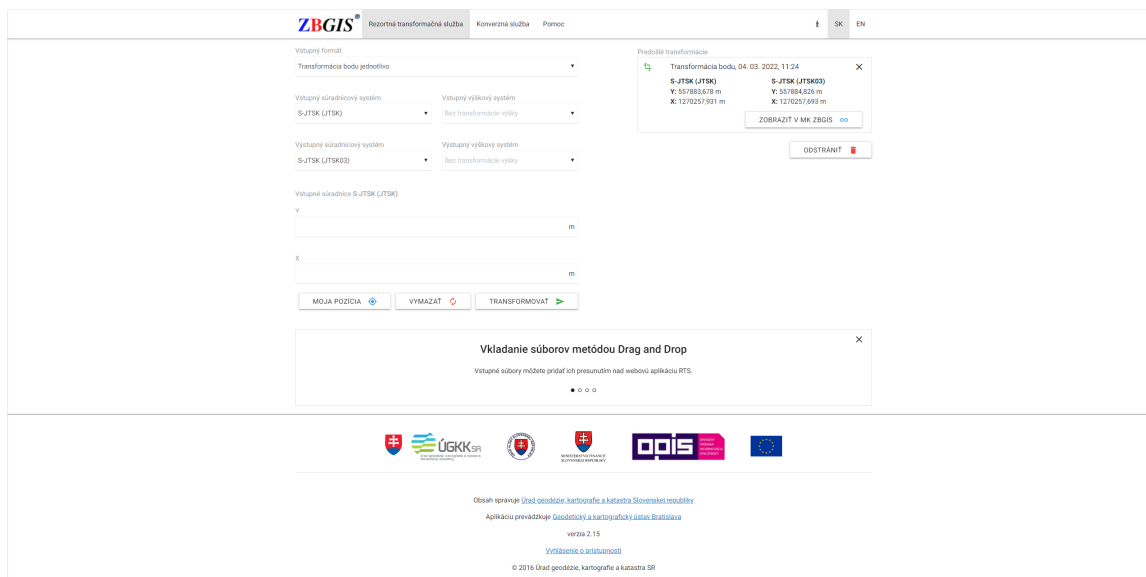 ZBGIS®
Rezortná transformačná služba
Konverzná služba
Pomoc
SK
EN
Vstupný formát
Transformácia bodu jednotlivo
Vstupný súradnicový systém
Vstupný výškový systém
S-JTSK (JTSK)
Bez transformácie výšky
Výstupný súradnicový systém
Výstupný výškový systém
S-JTSK (JTSK03)
Bez transformácie výšky
Vstupné súradnice S-JTSK (JTSK)
Y
m
X
m
MOJA POZÍCIA
VYMAZAŤ
TRANSFORMOVAŤ
Predošlé transformácie
Transformácia bodu, 04. 03. 2022, 11:24
S-JTSK (JTSK)
S-JTSK (JTSK03)
Y: 557883,678 m
Y: 557884,826 m
X: 1270257,931 m
X: 1270257,693 m
ZOBRAZIŤ V MK ZBGIS
ODSTRÁNIŤ
Vkladanie súborov metódou Drag and Drop
Vstupné súbory môžete pridať ich presunutím nad webovú aplikáciu RTS.
ÚGKK SR
MINISTERSTVO FINANCIÍ
SLOVENSKEJ REPUBLIKY
opis
Obsah spravuje Úrad geodézie, kartografie a katastra Slovenskej republiky
Aplikáciu prevádzkuje Geodetický a kartografický ústav Bratislava
verzia 2.15
Vyhlásenie o prístupnosti
© 2016 Úrad geodézie, kartografie a katastra SR